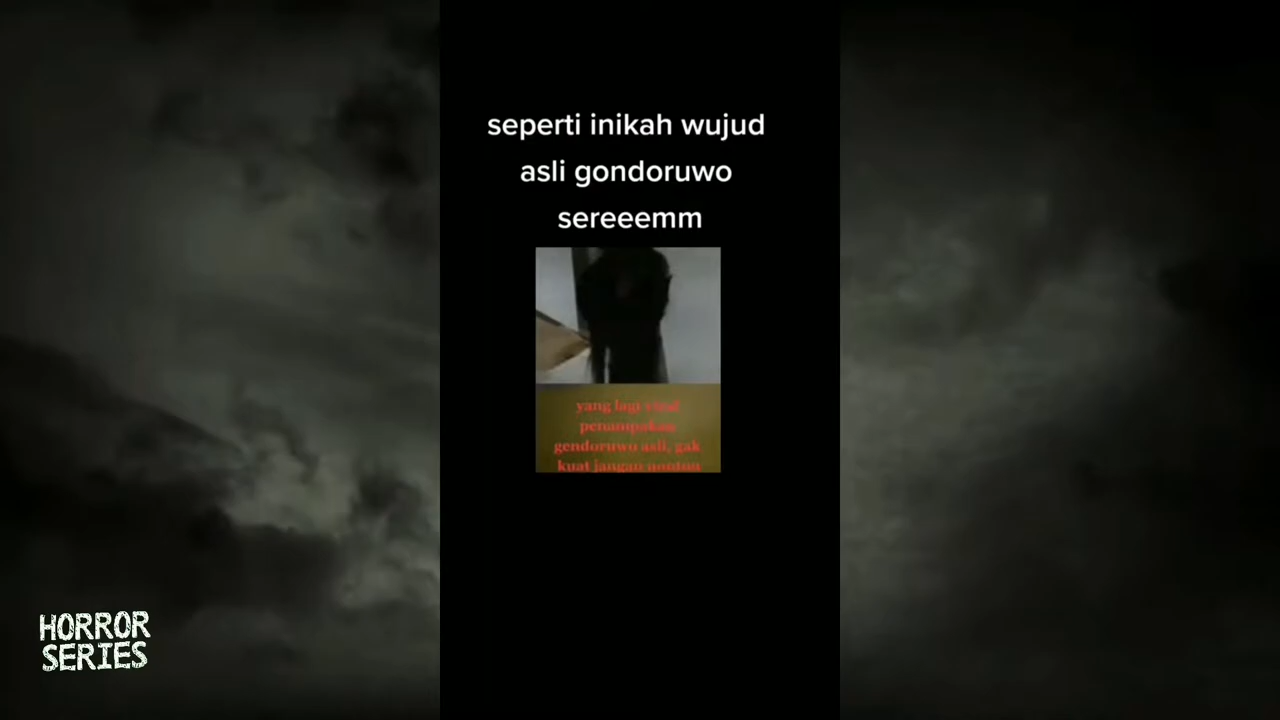 seperti inikah wujud
asli gondoruwo
sereeemm
yang lagi viral
penampakan
gendoruwo asli, gak
kuat jangan nonton
HORROR
SERIES